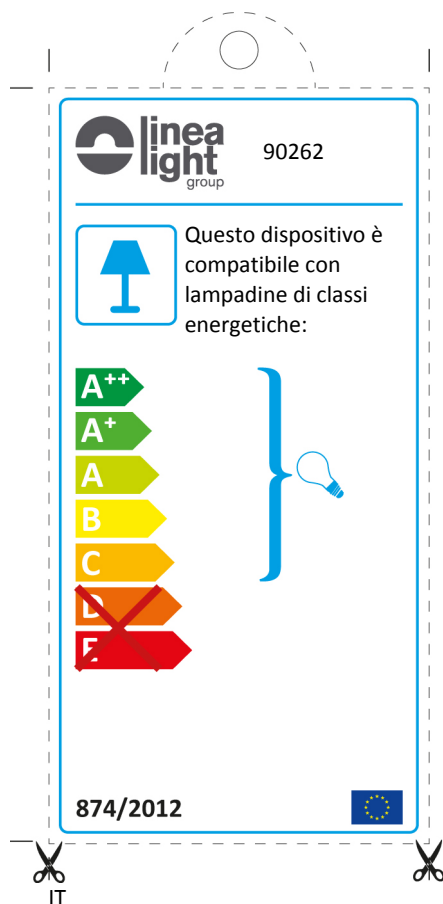 linea
light
group
90262
Questo dispositivo è
compatibile con
lampadine di classi
energetiche:
A++
A+
A
B
C
D
E
874/2012
IT